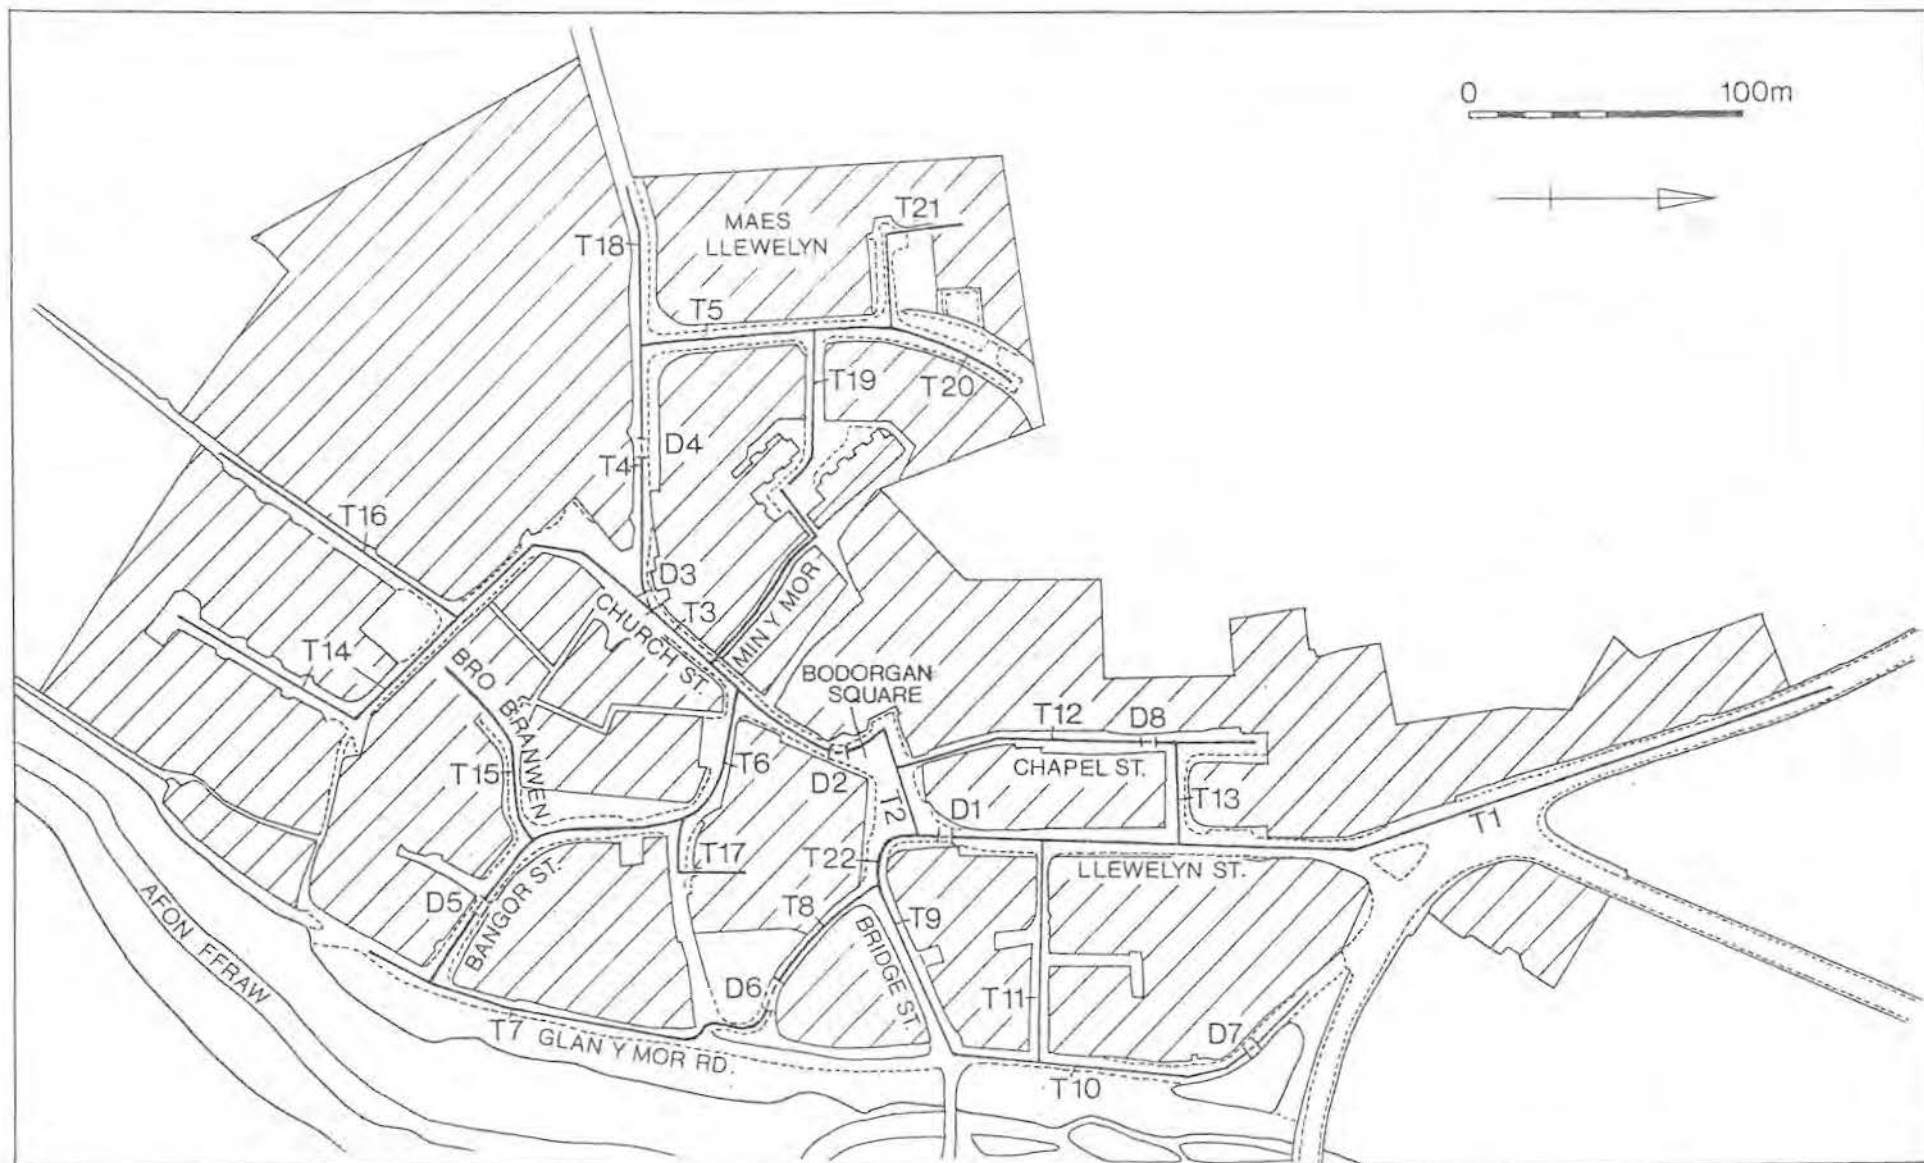 0 100m
MAES
LLEWELYN
T21
T18
T5
T19
T20
D4
T4
T16
D3
T3
CHURCH ST.
MIN Y MOR
T14
BRO BRANWEN
BODORGAN
SQUARE
T12
D8
CHAPEL ST.
T6
T15
D2
T2
D1
T13
T1
T22
T17
LLEWELYN ST.
D5
BANGOR ST.
T8
T9
BRIDGE ST.
AFON FFRAW
D6
T11
D7
T7
GLAN Y MOR RD.
T10